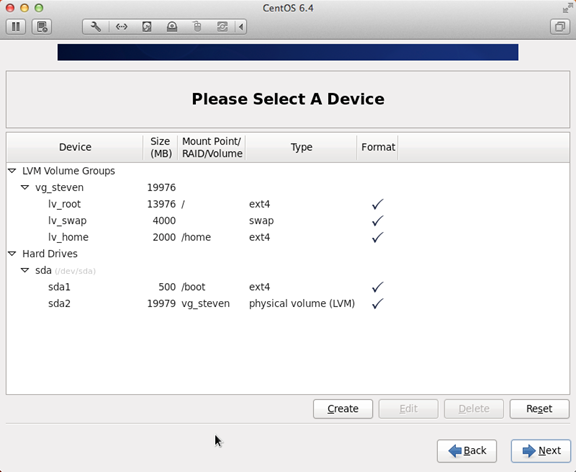 CentOS 6.4
Please Select A Device
Device Size (MB) Mount Point/ RAID/Volume Type Format
LVM Volume Groups
vg_steven 19976
lv_root 13976 / ext4
lv_swap 4000 swap
lv_home 2000 /home ext4
Hard Drives
sda (/dev/sda)
sda1 500 /boot ext4
sda2 19979 vg_steven physical volume (LVM)
Create Edit Delete Reset
Back Next